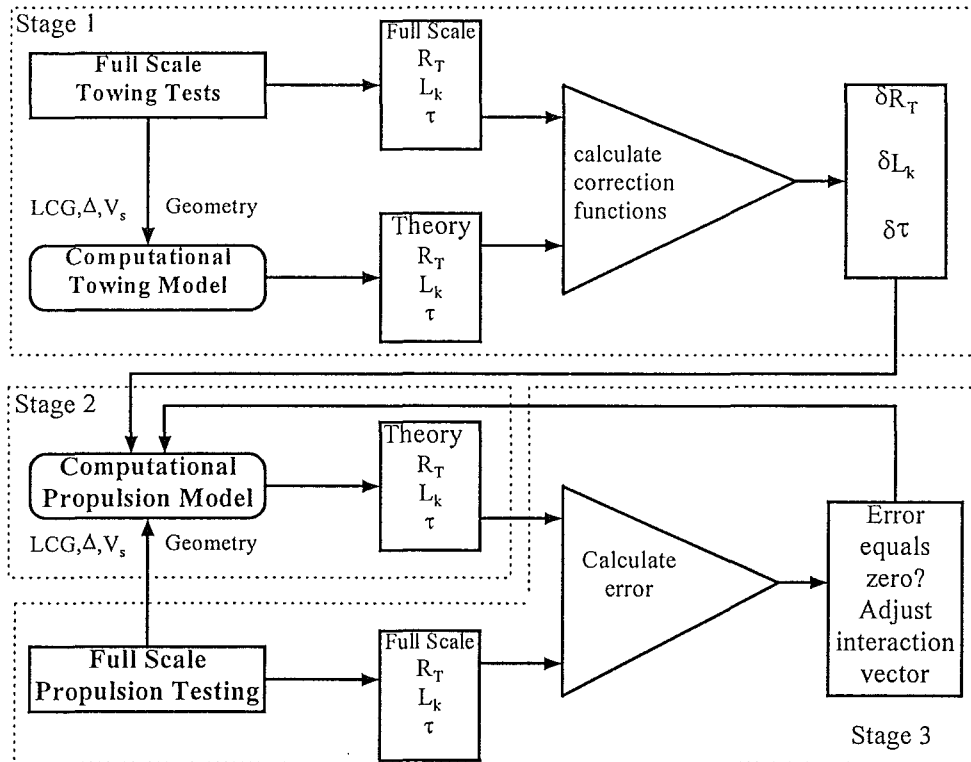 Stage 1
Full Scale
Towing Tests
Full Scale
R_T
L_k
τ
calculate
correction
functions
δR_T
δL_k
δτ
LCG,Δ,V_s
Geometry
Computational
Towing Model
Theory
R_T
L_k
τ
Stage 2
Computational
Propulsion Model
Theory
R_T
L_k
τ
LCG,Δ,V_s
Geometry
Calculate
error
Error
equals
zero?
Adjust
interaction
vector
Full Scale
Propulsion Testing
Full Scale
R_T
L_k
τ
Stage 3